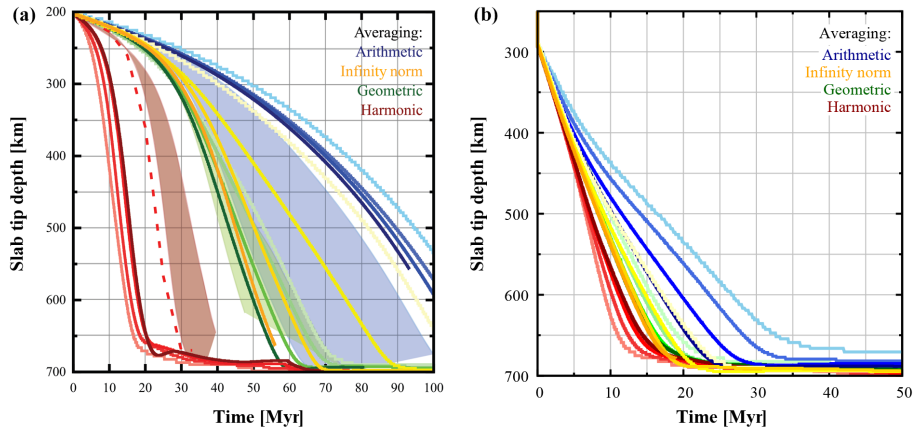 (a)
200
300
400
500
600
700
Slab tip depth [km]
0 10 20 30 40 50 60 70 80 90 100
Time [Myr]
Averaging:
Arithmetic
Infinity norm
Geometric
Harmonic
(b)
300
400
500
600
700
Slab tip depth [km]
0 10 20 30 40 50
Time [Myr]
Averaging:
Arithmetic
Infinity norm
Geometric
Harmonic